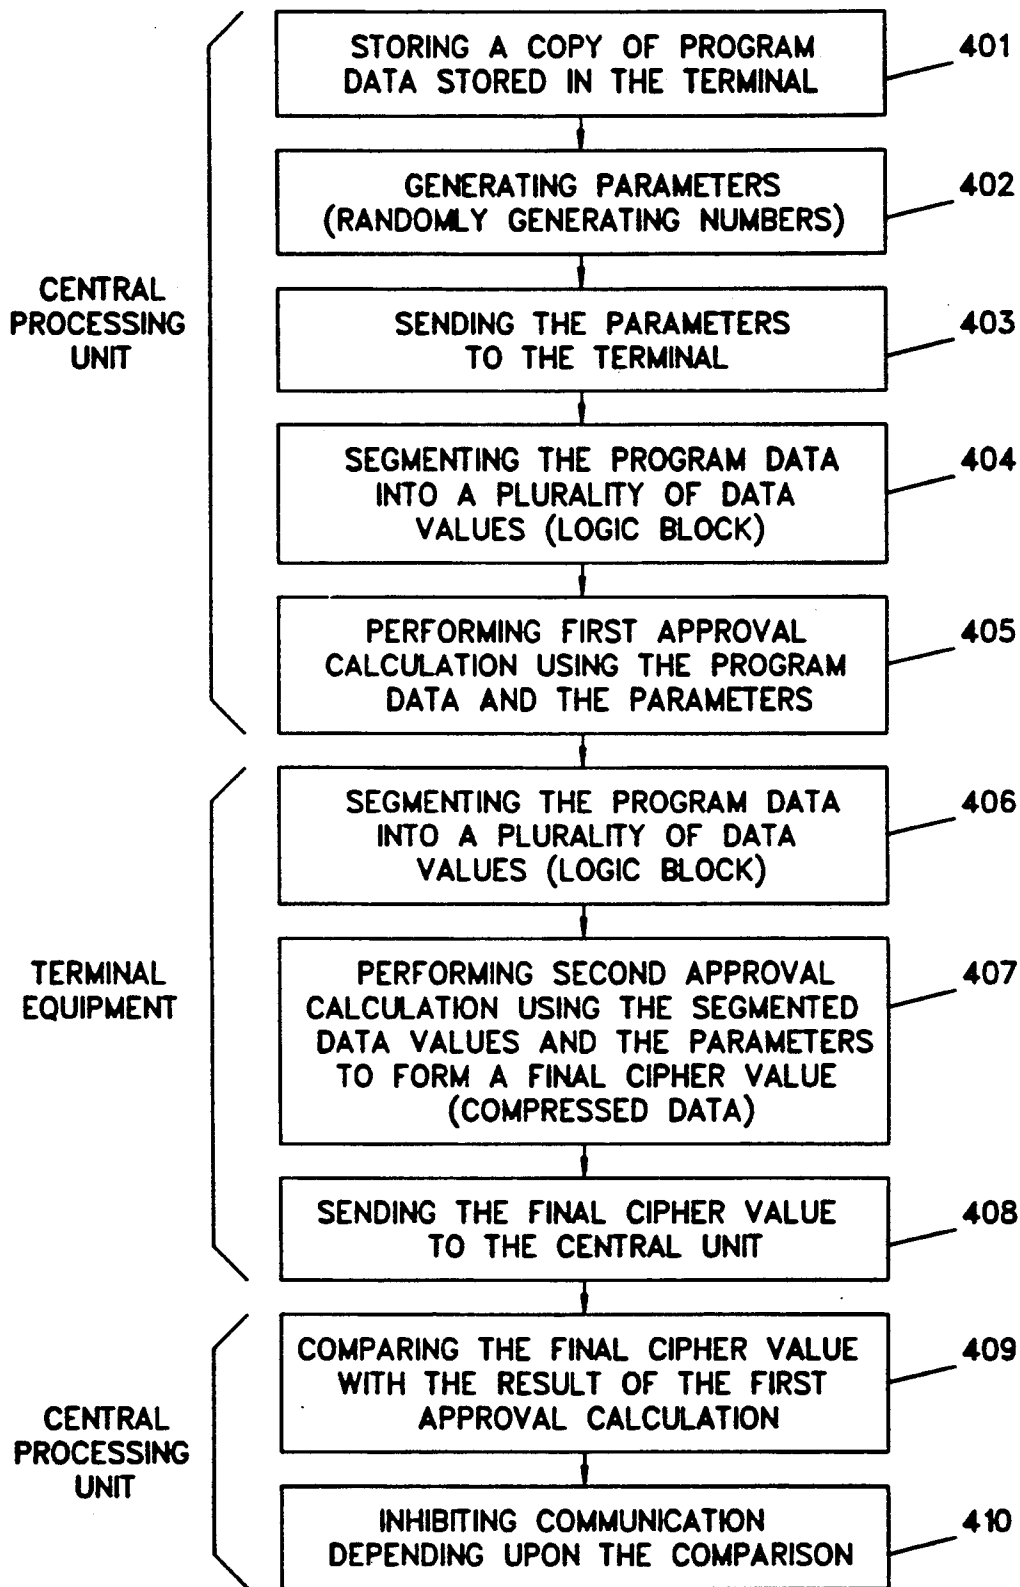 STORING A COPY OF PROGRAM
DATA STORED IN THE TERMINAL
401
GENERATING PARAMETERS
(RANDOMLY GENERATING NUMBERS)
402
CENTRAL
PROCESSING
UNIT
SENDING THE PARAMETERS
TO THE TERMINAL
403
SEGMENTING THE PROGRAM DATA
INTO A PLURALITY OF DATA
VALUES (LOGIC BLOCK)
404
PERFORMING FIRST APPROVAL
CALCULATION USING THE PROGRAM
DATA AND THE PARAMETERS
405
SEGMENTING THE PROGRAM DATA
INTO A PLURALITY OF DATA
VALUES (LOGIC BLOCK)
406
TERMINAL
EQUIPMENT
PERFORMING SECOND APPROVAL
CALCULATION USING THE SEGMENTED
DATA VALUES AND THE PARAMETERS
TO FORM A FINAL CIPHER VALUE
(COMPRESSED DATA)
407
SENDING THE FINAL CIPHER VALUE
TO THE CENTRAL UNIT
408
COMPARING THE FINAL CIPHER VALUE
WITH THE RESULT OF THE FIRST
APPROVAL CALCULATION
409
CENTRAL
PROCESSING
UNIT
INHIBITING COMMUNICATION
DEPENDING UPON THE COMPARISON
410